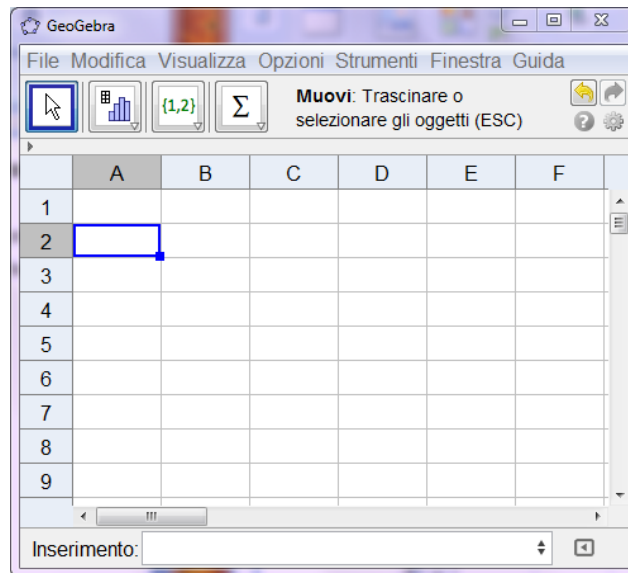 GeoGebra
File Modifica Visualizza Opzioni Strumenti Finestra Guida
{1,2} Σ Muovi: Trascinare o
selezionare gli oggetti (ESC)
A B C D E F
1
2
3
4
5
6
7
8
9
Inserimento: